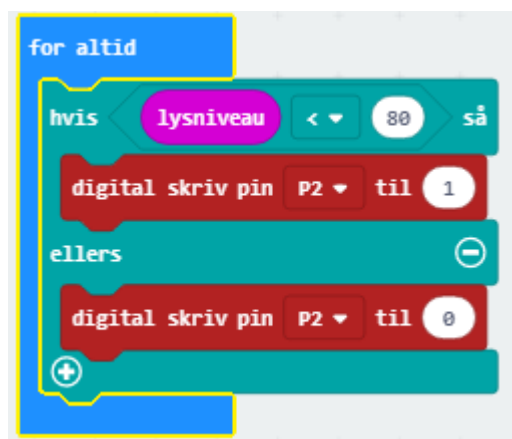 for altid
hvis lysniveau < 80 så
digital skriv pin P2 til 1
ellers
digital skriv pin P2 til 0